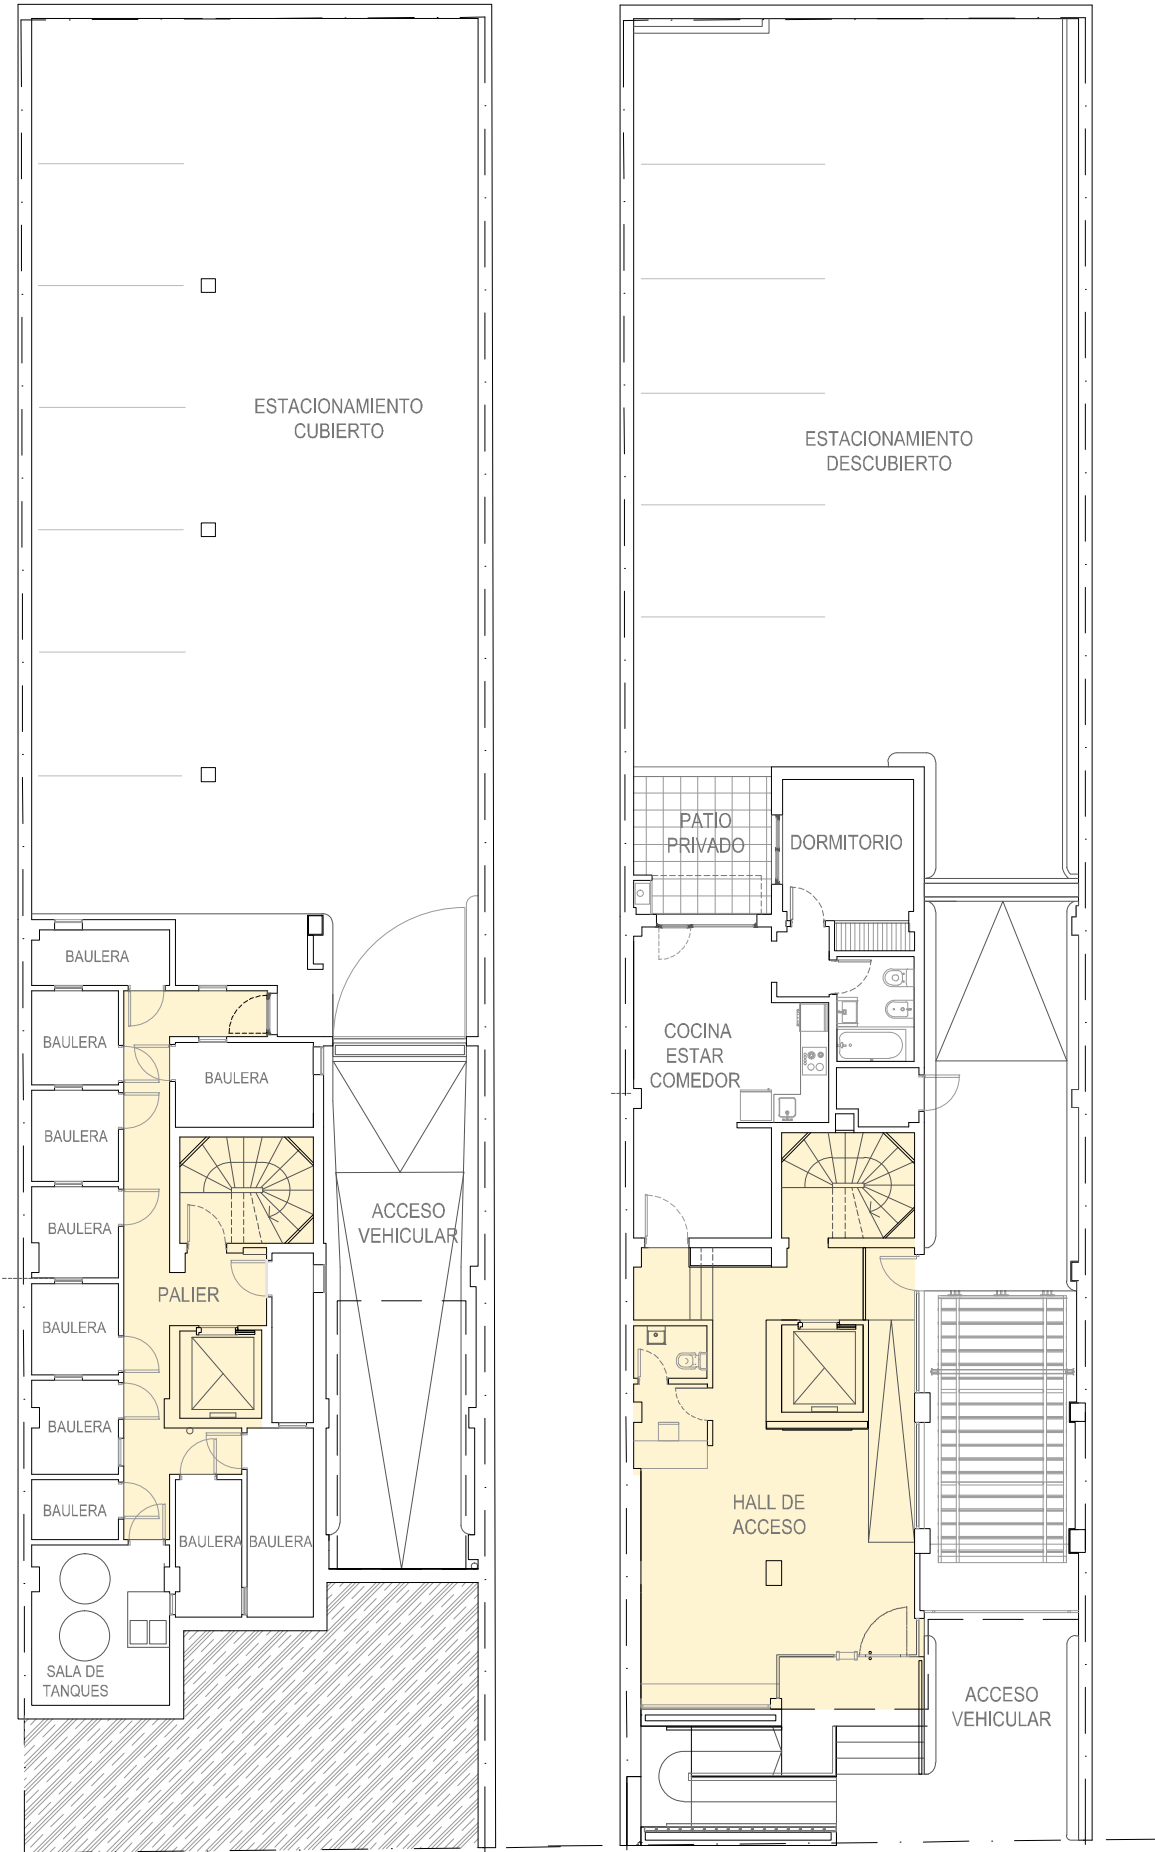 ESTACIONAMIENTO
CUBIERTO
BAULERA
BAULERA
BAULERA
BAULERA
BAULERA
ACCESO
VEHICULAR
PALIER
BAULERA
BAULERA
BAULERA
BAULERA
BAULERA
SALA DE
TANQUES
ESTACIONAMIENTO
DESCUBIERTO
PATIO
PRIVADO
DORMITORIO
COCINA
ESTAR
COMEDOR
HALL DE
ACCESO
ACCESO
VEHICULAR